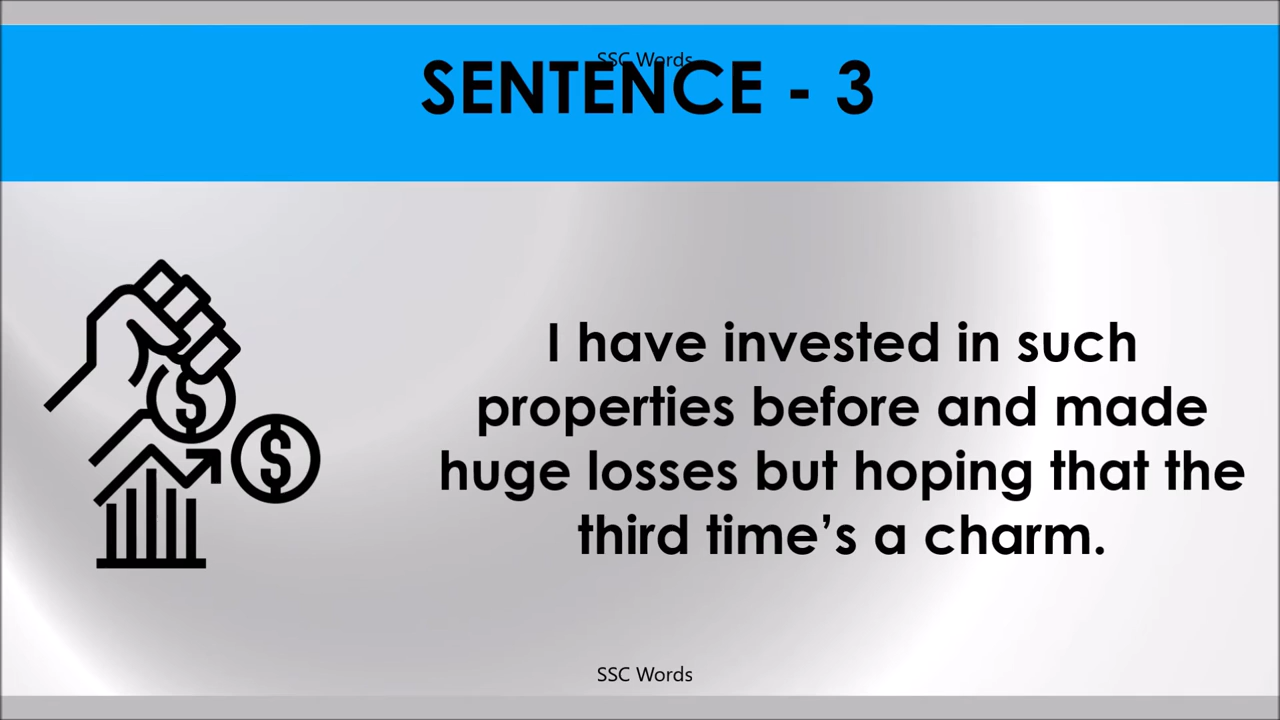 SSC Words
SENTENCE - 3
I have invested in such
properties before and made
huge losses but hoping that the
third time’s a charm.
SSC Words